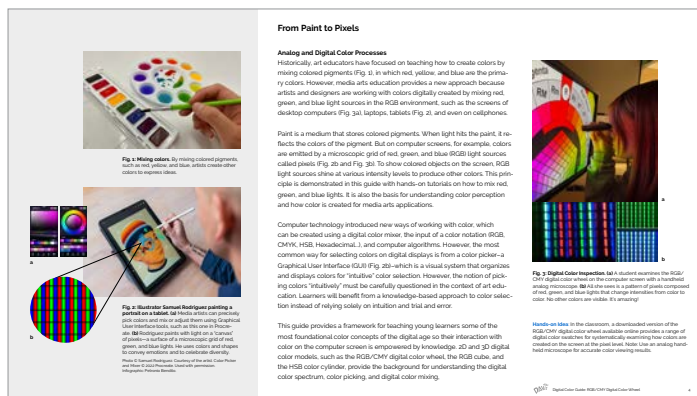 From Paint to Pixels
Analog and Digital Color Processes
Historically, art educators have focused on teaching how to create colors by
mixing colored pigments (Fig. 1), in which red, yellow, and blue are the prima-
ry colors. However, media arts education provides a new approach because
artists and designers are working with colors digitally created by mixing red,
green, and blue light sources in the RGB environment, such as the screens of
desktop computers (Fig. 3a), laptops, tablets (Fig. 2), and even on cellphones.
Paint is a medium that stores colored pigments. When light hits the paint, it re-
flects the colors of the pigment. But on computer screens, for example, colors
are emitted by a microscopic grid of red, green, and blue (RGB) light sources
called pixels (Fig. 2b and Fig. 3b). To show colored objects on the screen, RGB
light sources shine at various intensity levels to produce other colors. This prin-
ciple is demonstrated in this guide with hands-on tutorials on how to mix red,
green, and blue lights. It is also the basis for understanding color perception
and how color is created for media arts applications.
Computer technology introduced new ways of working with color, which
can be created using a digital color mixer, the input of a color notation (RGB,
CMYK, HSB, Hexadecimal...), and computer algorithms. However, the most
common way for selecting colors on digital displays is from a color picker–a
Graphical User Interface (GUI) (Fig. 2b)–which is a visual system that organizes
and displays colors for "intuitive" color selection. However, the notion of pick-
ing colors "intuitively" must be carefully questioned in the context of art edu-
cation. Learners will benefit from a knowledge-based approach to color selec-
tion instead of relying solely on intuition and trial and error.
This guide provides a framework for teaching young learners some of the
most foundational color concepts of the digital age so their interaction with
color on the computer screen is empowered by knowledge. 2D and 3D digital
color models, such as the RGB/CMY digital color wheel, the RGB cube, and
the HSB color cylinder, provide the background for understanding the digital
color spectrum, color picking, and digital color mixing.
Fig. 1: Mixing colors. By mixing colored pigments,
such as red, yellow, and blue, artists create other
colors to express ideas.
a
b
Fig. 2: Illustrator Samuel Rodriguez painting a
portrait on a tablet. (a) Media artists can precisely
pick colors and mix or adjust them using Graphical
User Interface tools, such as this one in Procre-
ate. (b) Rodriguez paints with light on a "canvas"
of pixels—a surface of a microscopic grid of red,
green, and blue lights. He uses colors and shapes
to convey emotions and to celebrate diversity.
a
b
Fig. 3: Digital Color Inspection. (a) A student examines the RGB/
CMY digital color wheel on the computer screen with a handheld
analog microscope. (b) All she sees is a pattern of pixels composed
of red, green, and blue lights that change intensities from color to
color. No other colors are visible. It's amazing!
Hands-on Idea: In the classroom, a downloaded version of the
RGB/CMY digital color wheel available online provides a range of
digital color swatches for systematically examining how colors are
created on the screen at the pixel level. Note: Use an analog hand-
held microscope for accurate color viewing results.
Digital Color Guide: RGB/CMY Digital Color Wheel